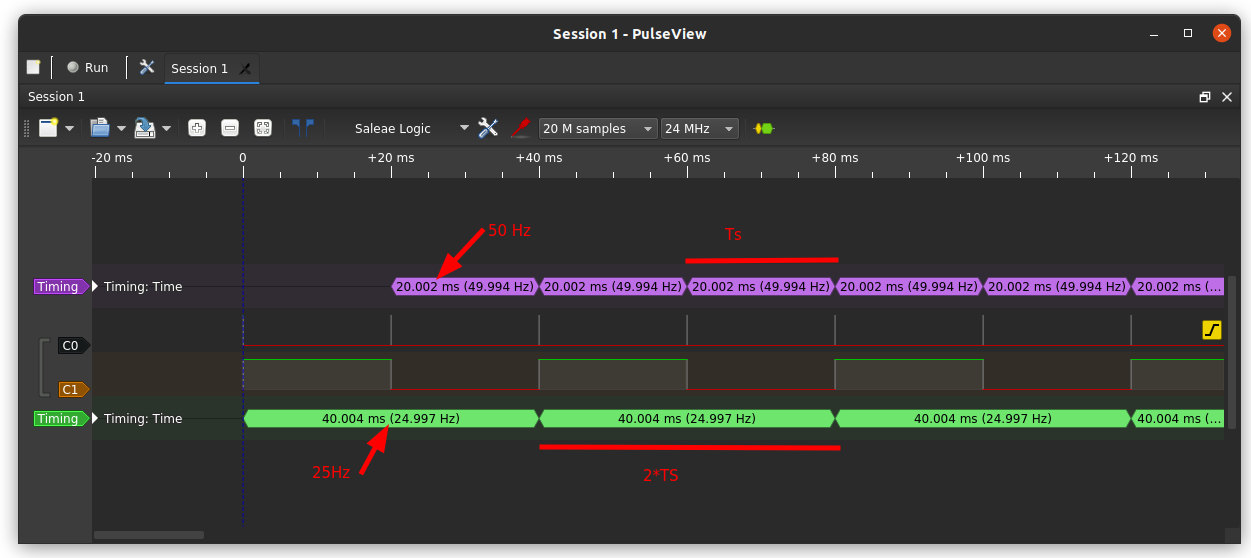 Session 1 - PulseView
Run
Session 1
Session 1
Saleae Logic
20 M samples
24 MHz
-20 ms 0 +20 ms +40 ms +60 ms +80 ms +100 ms +120 ms
50 Hz
Ts
Timing
Timing: Time
20.002 ms (49.994 Hz) 20.002 ms (49.994 Hz) 20.002 ms (49.994 Hz) 20.002 ms (49.994 Hz) 20.002 ms (49.994 Hz) 20.002 ms (...
C0
C1
Timing
Timing: Time
40.004 ms (24.997 Hz) 40.004 ms (24.997 Hz) 40.004 ms (24.997 Hz) 40.004 ms (...
25Hz
2*TS